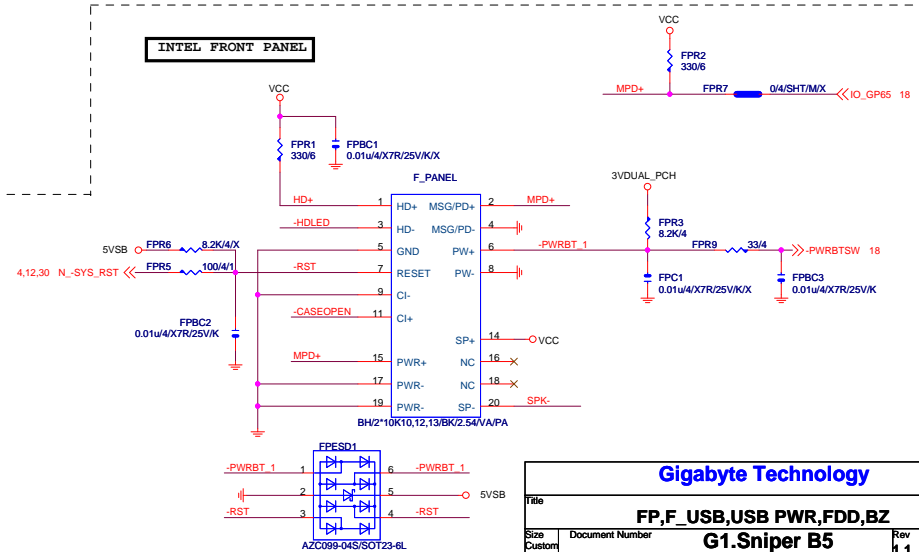 INTEL FRONT PANEL
VCC
FPR2
330/6
MPD+
FPR7
0/4/SHT/M/X
IO_GP65 18
VCC
FPR1
330/6
FPBC1
0.01u/4/X7R/25V/K/X
F_PANEL
HD+
1
HD+
MSG/PD+
2
MPD+
-HDLED
3
HD-
MSG/PD-
4
5
GND
PW+
6
-PWRBT_1
-RST
7
RESET
PW-
8
9
CI-
-CASEOPEN
11
CI+
SP+
14
VCC
MPD+
15
PWR+
NC
16
17
PWR-
NC
18
19
PWR-
SP-
20
SPK-
BH/2*10K10,12,13/BK/2.54/VA/PA
5VSB
FPR6
8.2K/4/X
4,12,30 N_-SYS_RST
FPR5
100/4/1
FPBC2
0.01u/4/X7R/25V/K
3VDUAL_PCH
FPR3
8.2K/4
FPR9
33/4
-PWRBTSW 18
FPC1
0.01u/4/X7R/25V/K/X
FPBC3
0.01u/4/X7R/25V/K
FPESD1
-PWRBT_1
1
6
-PWRBT_1
2
5
5VSB
-RST
3
4
-RST
AZC099-04S/SOT23-6L
Gigabyte Technology
Title
FP,F_USB,USB PWR,FDD,BZ
Size
Custom
Document Number
G1.Sniper B5
Rev
1.1